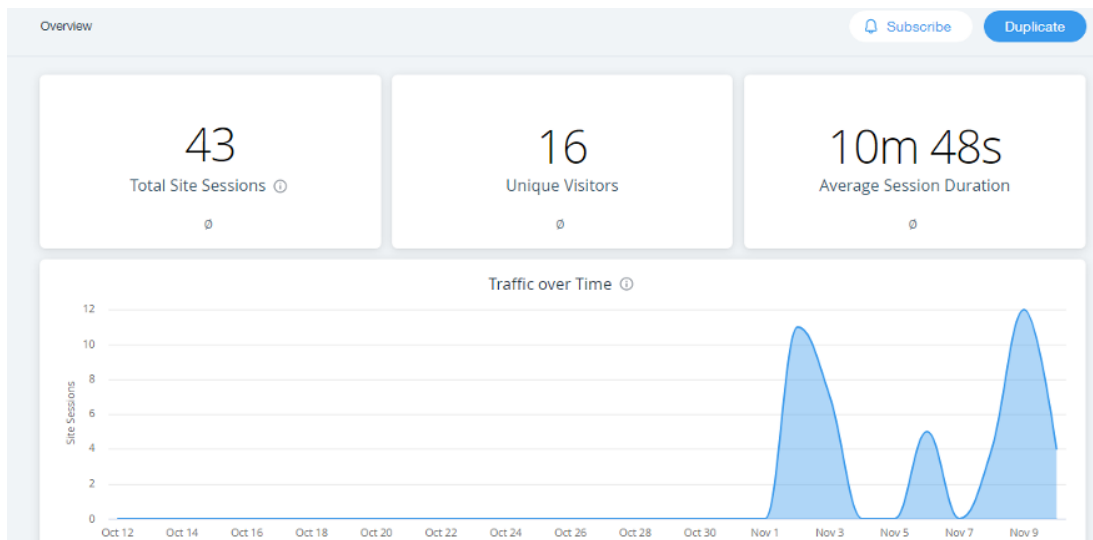 Overview
Subscribe
Duplicate
43
Total Site Sessions
Ø
16
Unique Visitors
Ø
10m 48s
Average Session Duration
Ø
Traffic over Time
12
10
8
6
4
2
0
Site Sessions
Oct 12 Oct 14 Oct 16 Oct 18 Oct 20 Oct 22 Oct 24 Oct 26 Oct 28 Oct 30 Nov 1 Nov 3 Nov 5 Nov 7 Nov 9